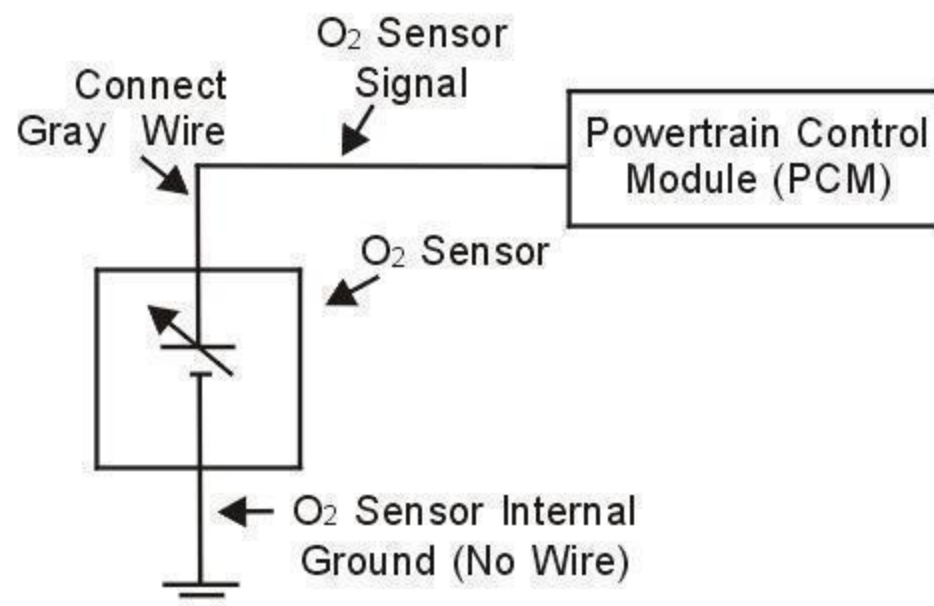 O₂ Sensor
Signal
Connect
Gray Wire
Powertrain Control
Module (PCM)
O₂ Sensor
O₂ Sensor Internal
Ground (No Wire)